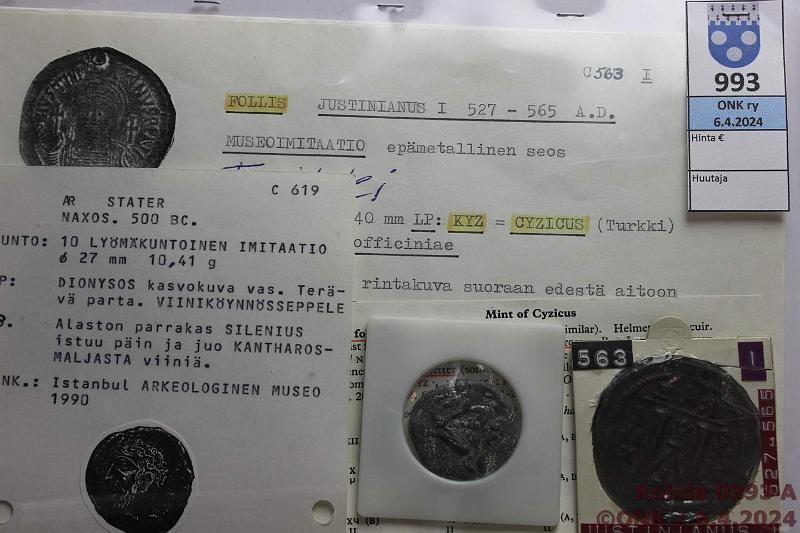 C563 I
FOLLIS JUSTINIANUS I 527 - 565 A.D.
MUSEOIMITAATIO epämetallinen seos
40 mm LP: KYZ = CYZICUS (Turkki)
officiniae
rintakuva suoraan edestä aitoon
993
ONK ry
6.4.2024
Hinta €
Huutaja
C 619
AR STATER
NAXOS. 500 BC.
UNTO: 10 LYÖMÄKUNTOINEN IMITAATIO
ø 27 mm 10,41 g
P: DIONYSOS kasvokuva vas. Terä-
vä parta. VIINIKÖYNNÖSSEPPELE
Alaston parrakas SILENIUS
istuu päin ja juo KANTHAROS-
MALJASTA viiniä.
NK.: Istanbul ARKEOLOGINEN MUSEO
1990
Mint of Cyzicus
563 I
527-565
JUSTINIANUS
Kohde 0993 A